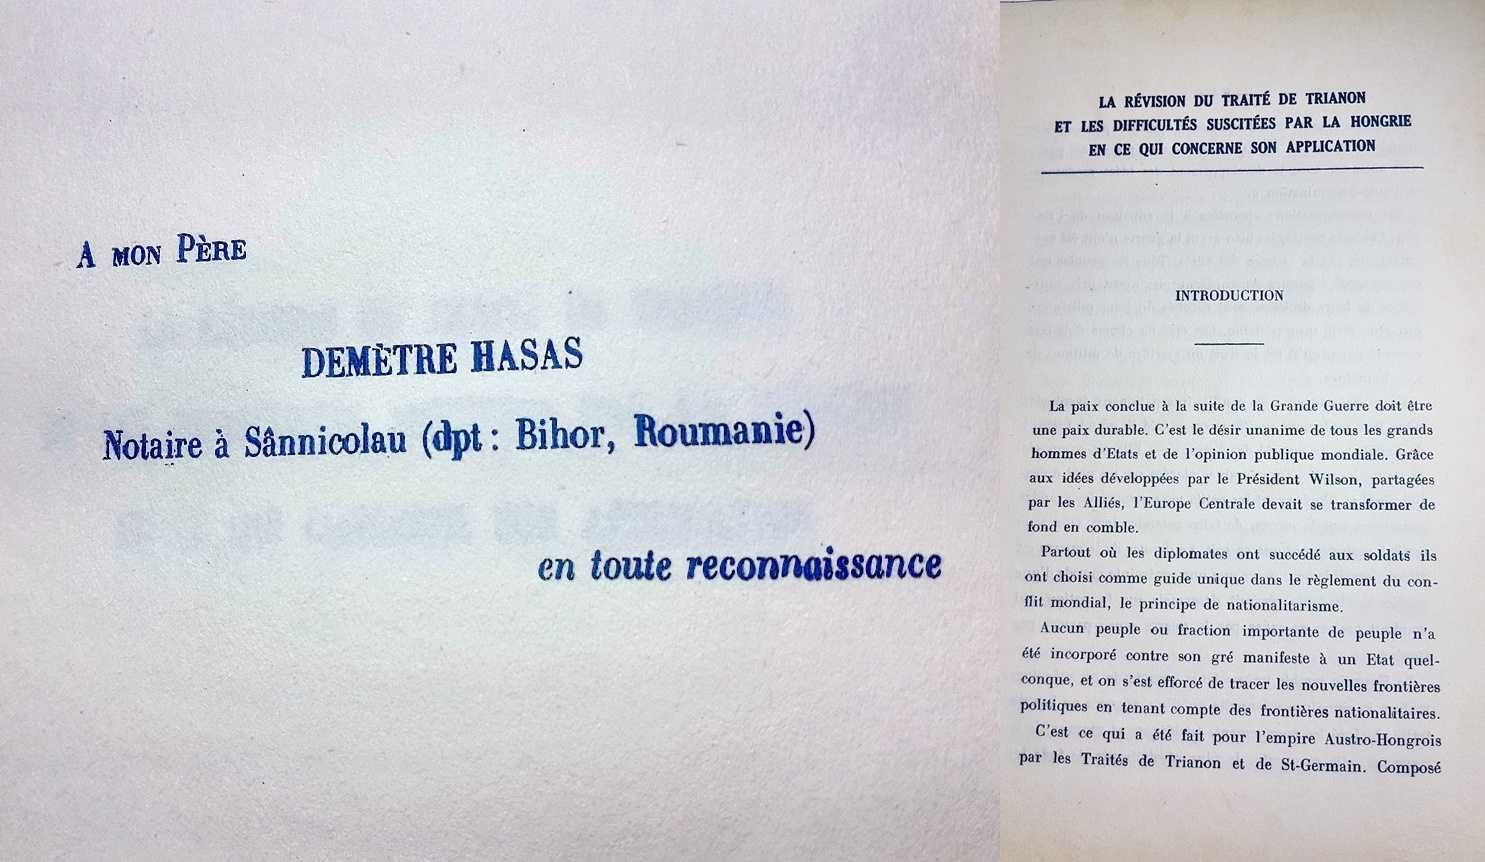 A MON PÈRE
DEMÈTRE HASAS
Notaire à Sânnicolau (dpt : Bihor, Roumanie)
en toute reconnaissance
LA RÉVISION DU TRAITÉ DE TRIANON
ET LES DIFFICULTÉS SUSCITÉES PAR LA HONGRIE
EN CE QUI CONCERNE SON APPLICATION
INTRODUCTION
La paix conclue à la suite de la Grande Guerre doit être
une paix durable. C'est le désir unanime de tous les grands
hommes d'Etats et de l'opinion publique mondiale. Grâce
aux idées développées par le Président Wilson, partagées
par les Alliés, l'Europe Centrale devait se transformer de
fond en comble.
Partout où les diplomates ont succédé aux soldats ils
ont choisi comme guide unique dans le règlement du con-
flit mondial, le principe de nationalitarisme.
Aucun peuple ou fraction importante de peuple n'a
été incorporé contre son gré manifeste à un Etat quel-
conque, et on s'est efforcé de tracer les nouvelles frontières
politiques en tenant compte des frontières nationalitaires.
C'est ce qui a été fait pour l'empire Austro-Hongrois
par les Traités de Trianon et de St-Germain. Composé